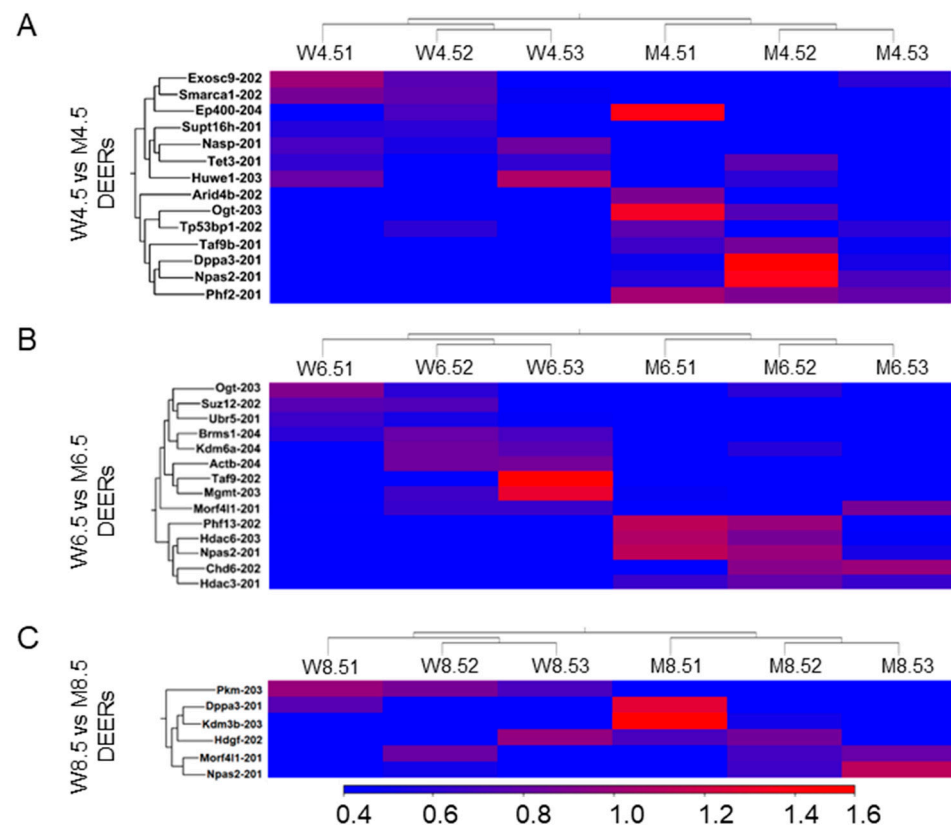 A
W4.51 W4.52 W4.53 M4.51 M4.52 M4.53
W4.5 vs M4.5
DEERs
Exosc9-202
Smarca1-202
Ep400-204
Supt16h-201
Nasp-201
Tet3-201
Huwe1-203
Arid4b-202
Ogt-203
Tp53bp1-202
Taf9b-201
Dppa3-201
Npas2-201
Phf2-201
B
W6.51 W6.52 W6.53 M6.51 M6.52 M6.53
W6.5 vs M6.5
DEERs
Ogt-203
Suz12-202
Ubr5-201
Brms1-204
Kdm6a-204
Actb-204
Taf9-202
Mgmt-203
Morf4l1-201
Phf13-202
Hdac6-203
Npas2-201
Chd6-202
Hdac3-201
C
W8.51 W8.52 W8.53 M8.51 M8.52 M8.53
W8.5 vs M8.5
DEERs
Pkm-203
Dppa3-201
Kdm3b-203
Hdgf-202
Morf4l1-201
Npas2-201
0.4 0.6 0.8 1.0 1.2 1.4 1.6